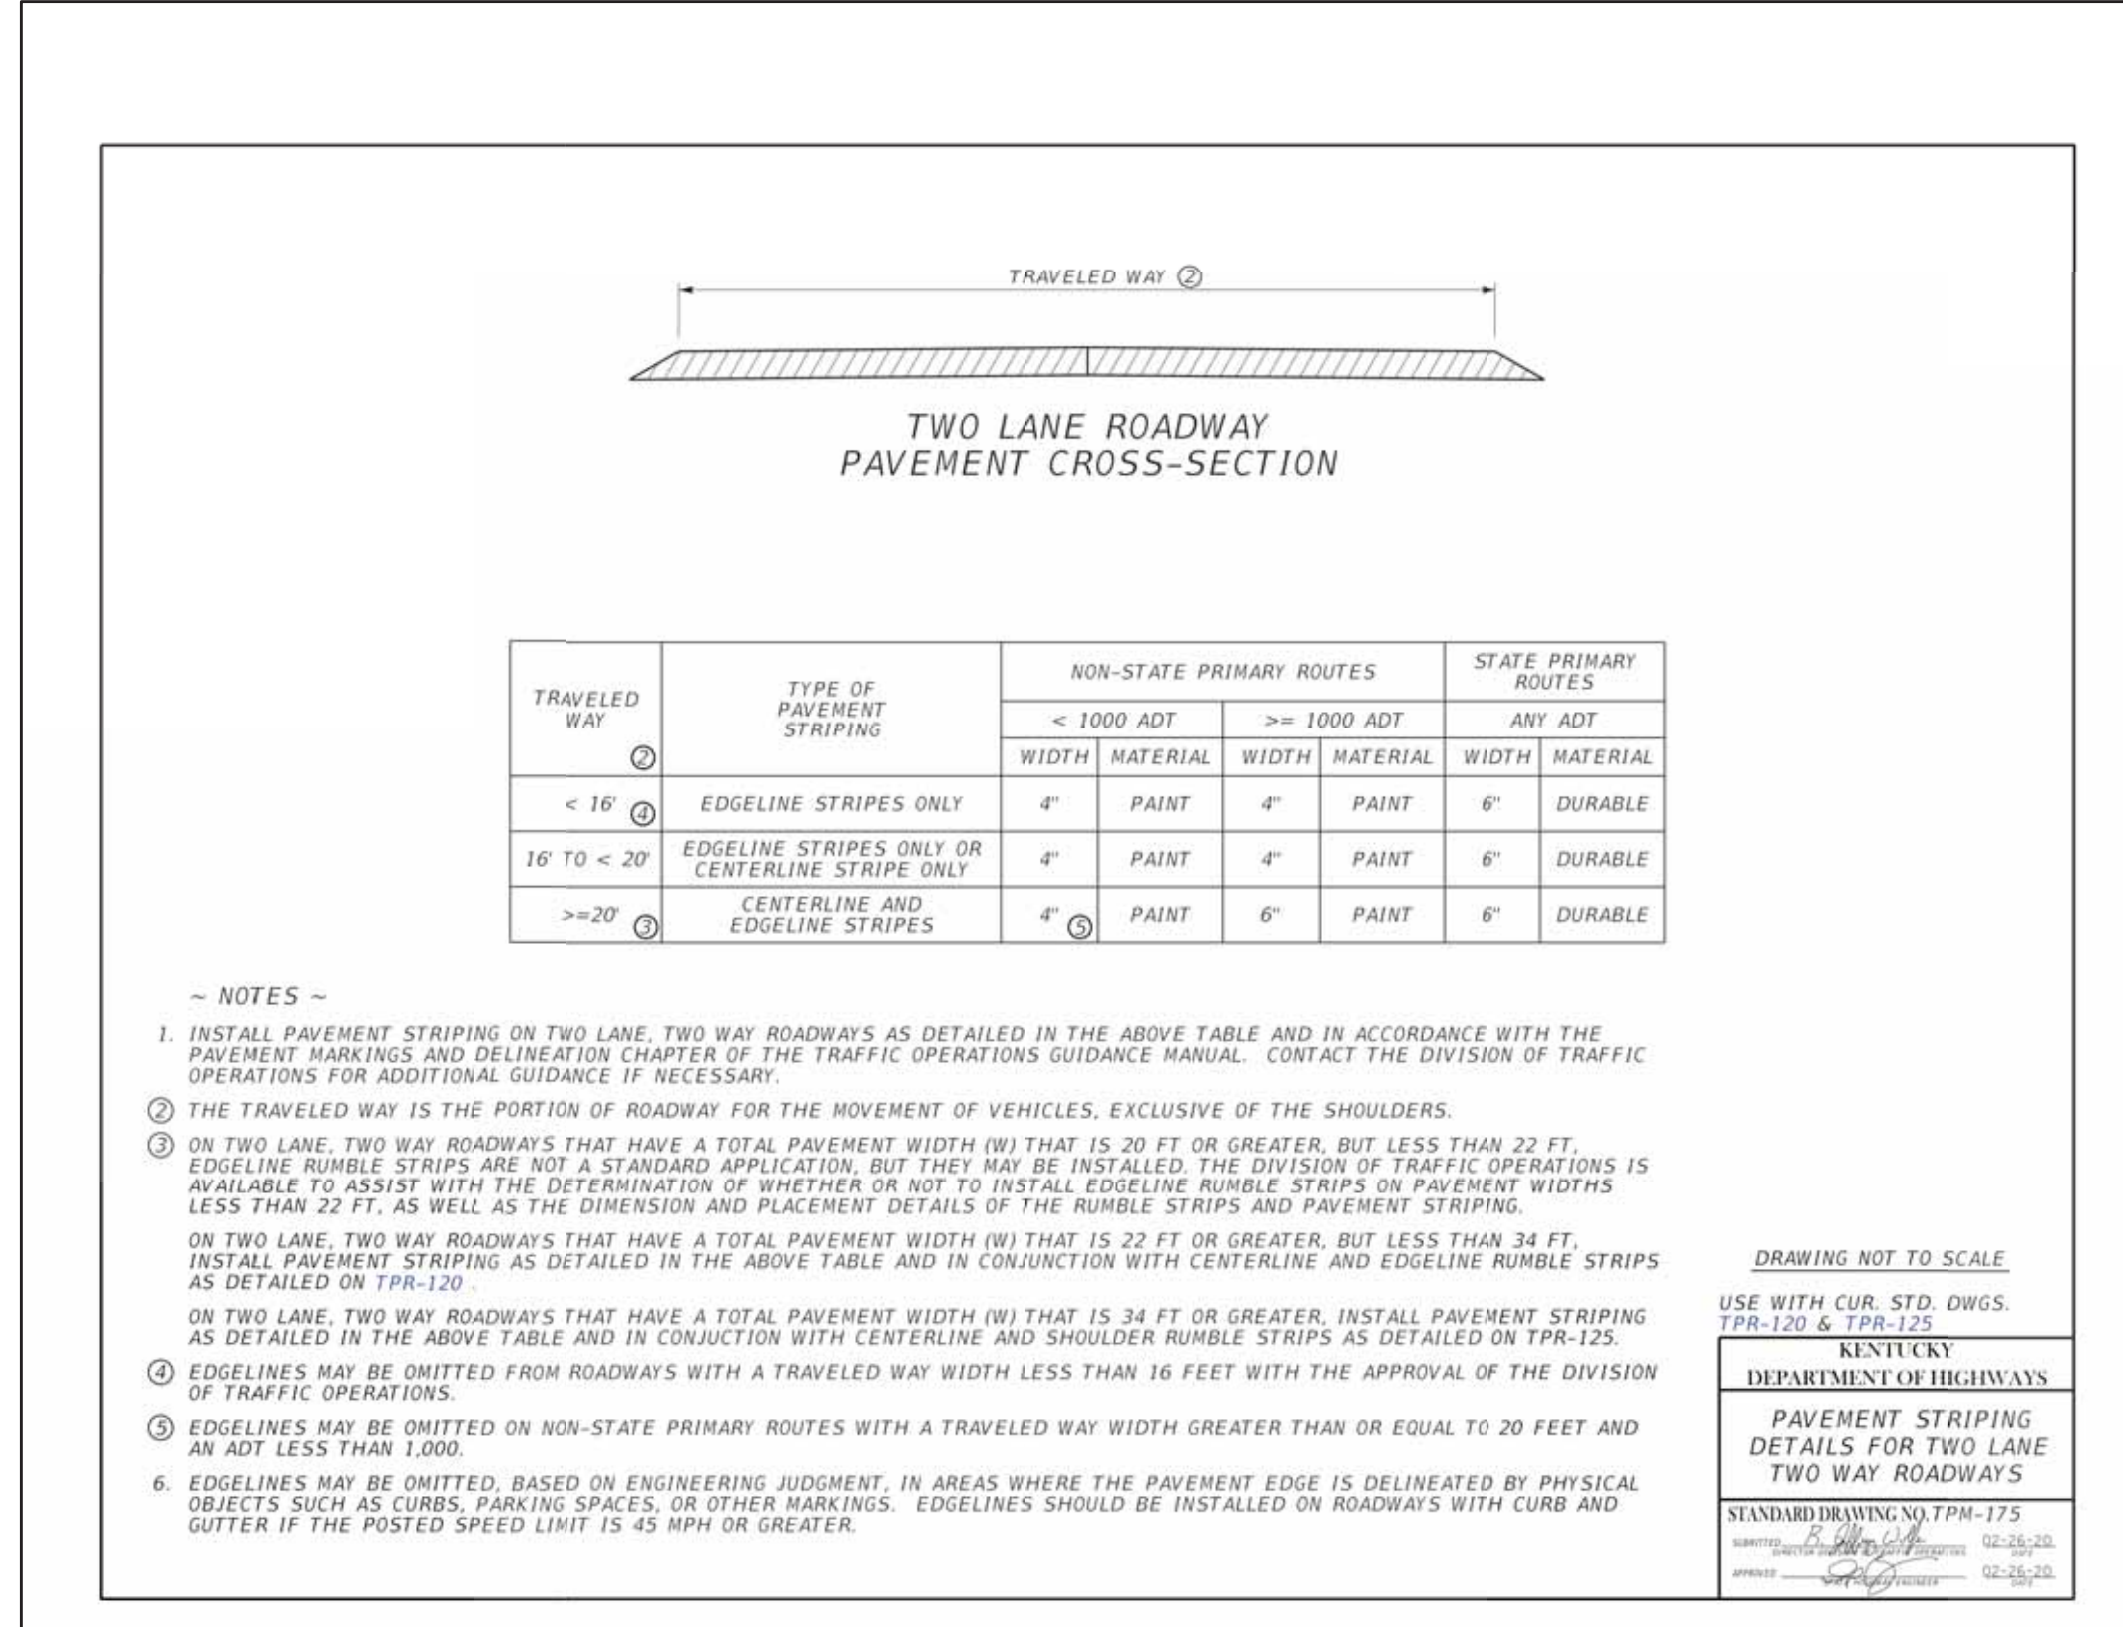 TRAVELED WAY ②
TWO LANE ROADWAY
PAVEMENT CROSS-SECTION
TRAVELED
WAY
②
TYPE OF
PAVEMENT
STRIPING
NON-STATE PRIMARY ROUTES
STATE PRIMARY
ROUTES
< 1000 ADT
>= 1000 ADT
ANY ADT
WIDTH MATERIAL WIDTH MATERIAL WIDTH MATERIAL
< 16' ④ EDGELINE STRIPES ONLY 4" PAINT 4" PAINT 6" DURABLE
16' TO < 20' EDGELINE STRIPES ONLY OR
CENTERLINE STRIPE ONLY 4" PAINT 4" PAINT 6" DURABLE
>=20' ③ CENTERLINE AND
EDGELINE STRIPES 4" ⑤ PAINT 6" PAINT 6" DURABLE
~ NOTES ~
1. INSTALL PAVEMENT STRIPING ON TWO LANE, TWO WAY ROADWAYS AS DETAILED IN THE ABOVE TABLE AND IN ACCORDANCE WITH THE
PAVEMENT MARKINGS AND DELINEATION CHAPTER OF THE TRAFFIC OPERATIONS GUIDANCE MANUAL. CONTACT THE DIVISION OF TRAFFIC
OPERATIONS FOR ADDITIONAL GUIDANCE IF NECESSARY.
② THE TRAVELED WAY IS THE PORTION OF ROADWAY FOR THE MOVEMENT OF VEHICLES, EXCLUSIVE OF THE SHOULDERS.
③ ON TWO LANE, TWO WAY ROADWAYS THAT HAVE A TOTAL PAVEMENT WIDTH (W) THAT IS 20 FT OR GREATER, BUT LESS THAN 22 FT,
EDGELINE RUMBLE STRIPS ARE NOT A STANDARD APPLICATION, BUT THEY MAY BE INSTALLED. THE DIVISION OF TRAFFIC OPERATIONS IS
AVAILABLE TO ASSIST WITH THE DETERMINATION OF WHETHER OR NOT TO INSTALL EDGELINE RUMBLE STRIPS ON PAVEMENT WIDTHS
LESS THAN 22 FT, AS WELL AS THE DIMENSION AND PLACEMENT DETAILS OF THE RUMBLE STRIPS AND PAVEMENT STRIPING.
ON TWO LANE, TWO WAY ROADWAYS THAT HAVE A TOTAL PAVEMENT WIDTH (W) THAT IS 22 FT OR GREATER, BUT LESS THAN 34 FT,
INSTALL PAVEMENT STRIPING AS DETAILED IN THE ABOVE TABLE AND IN CONJUNCTION WITH CENTERLINE AND EDGELINE RUMBLE STRIPS
AS DETAILED ON TPR-120 .
ON TWO LANE, TWO WAY ROADWAYS THAT HAVE A TOTAL PAVEMENT WIDTH (W) THAT IS 34 FT OR GREATER, INSTALL PAVEMENT STRIPING
AS DETAILED IN THE ABOVE TABLE AND IN CONJUCTION WITH CENTERLINE AND SHOULDER RUMBLE STRIPS AS DETAILED ON TPR-125.
④ EDGELINES MAY BE OMITTED FROM ROADWAYS WITH A TRAVELED WAY WIDTH LESS THAN 16 FEET WITH THE APPROVAL OF THE DIVISION
OF TRAFFIC OPERATIONS.
⑤ EDGELINES MAY BE OMITTED ON NON-STATE PRIMARY ROUTES WITH A TRAVELED WAY WIDTH GREATER THAN OR EQUAL TO 20 FEET AND
AN ADT LESS THAN 1,000.
6. EDGELINES MAY BE OMITTED, BASED ON ENGINEERING JUDGMENT, IN AREAS WHERE THE PAVEMENT EDGE IS DELINEATED BY PHYSICAL
OBJECTS SUCH AS CURBS, PARKING SPACES, OR OTHER MARKINGS. EDGELINES SHOULD BE INSTALLED ON ROADWAYS WITH CURB AND
GUTTER IF THE POSTED SPEED LIMIT IS 45 MPH OR GREATER.
DRAWING NOT TO SCALE
USE WITH CUR. STD. DWGS.
TPR-120 & TPR-125
KENTUCKY
DEPARTMENT OF HIGHWAYS
PAVEMENT STRIPING
DETAILS FOR TWO LANE
TWO WAY ROADWAYS
STANDARD DRAWING NO. TPM-175
SUBMITTED 02-26-20
DATE
APPROVED 02-26-20
DATE